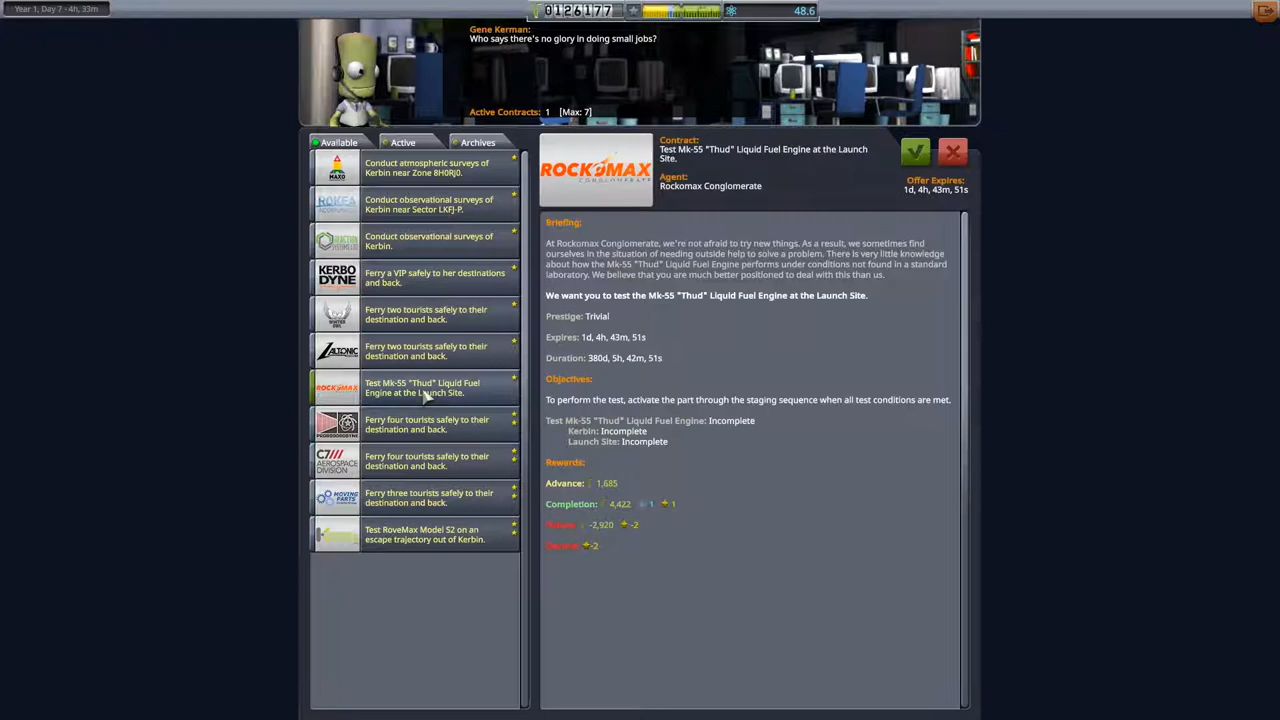 Year 1, Day 7 - 4h, 33m
0126177
48.6
Gene Kerman:
Who says there's no glory in doing small jobs?
Active Contracts: 1 [Max: 7]
Available
Active
Archives
Conduct atmospheric surveys of
Kerbin near Zone 8H0RJ0.
Conduct observational surveys of
Kerbin near Sector LKFJ-P.
Conduct observational surveys of
Kerbin.
KERBO
DYNE
Ferry a VIP safely to her destinations
and back.
WINTER
OWL
Ferry two tourists safely to their
destination and back.
Ferry two tourists safely to their
destination and back.
ROCKOMAX
Test Mk-55 "Thud" Liquid Fuel
Engine at the Launch Site.
Ferry four tourists safely to their
destination and back.
C7
AEROSPACE
DIVISION
Ferry four tourists safely to their
destination and back.
MOVING
PARTS
Ferry three tourists safely to their
destination and back.
Test RoveMax Model S2 on an
escape trajectory out of Kerbin.
ROCKOMAX
CONGLOMERATE
Contract:
Test Mk-55 "Thud" Liquid Fuel Engine at the Launch
Site.
Agent:
Rockomax Conglomerate
Offer Expires:
1d, 4h, 43m, 51s
Briefing:
At Rockomax Conglomerate, we're not afraid to try new things. As a result, we sometimes find
ourselves in the situation of needing outside help to solve a problem. There is very little knowledge
about how the Mk-55 "Thud" Liquid Fuel Engine performs under conditions not found in a standard
laboratory. We believe that you are much better positioned to deal with this than us.
We want you to test the Mk-55 "Thud" Liquid Fuel Engine at the Launch Site.
Prestige: Trivial
Expires: 1d, 4h, 43m, 51s
Duration: 380d, 5h, 42m, 51s
Objectives:
To perform the test, activate the part through the staging sequence when all test conditions are met.
Test Mk-55 "Thud" Liquid Fuel Engine: Incomplete
Kerbin: Incomplete
Launch Site: Incomplete
Rewards:
Advance: 1,685
Completion: 4,422 1 1
Failure: -2,920 -2
Decline: -2